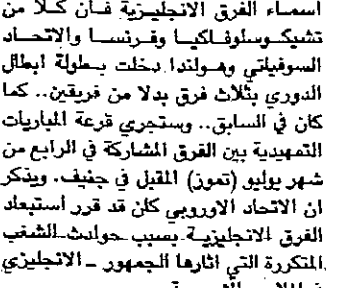 اسماء الفرق الانجليزية فان كلا من
تشيكوسلوفاكيا وفرنسا والاتحاد
السوفياتي وهولندا دخلت بطولة ابطال
الدوري بثلاث فرق بدلا من فريقين.. كما
كان في السابق.. وستجري قرعة المباريات
التمهيدية بين الفرق المشاركة في الرابع من
شهر يوليو (تموز) المقبل في جنيف. ويذكر
ان الاتحاد الاوروبي كان قد قرر استبعاد
الفرق الانجليزية بسبب حوادث الشغب
المتكررة التي اثارها الجمهور ــ الانجليزي